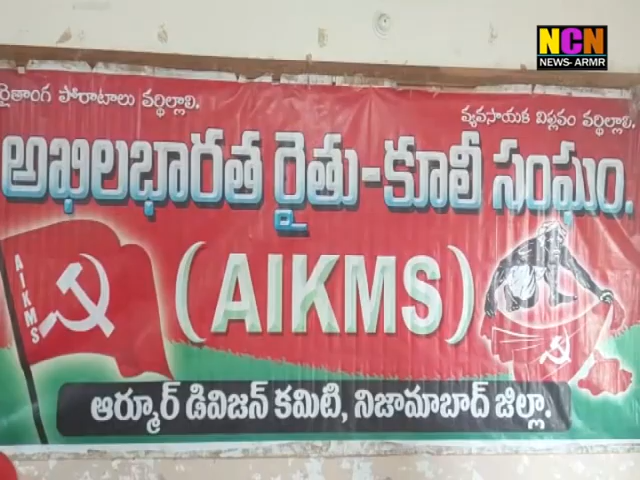 NCN
NEWS- ARMR
రైతాంగ పోరాటాలు వర్థిల్లాలి.
వ్యవసాయక విప్లవం వర్థిల్లాలి.
అఖిలభారత రైతు-కూలీ సంఘం.
(AIKMS)
AIKMS
ఆర్మూర్ డివిజన్ కమిటి, నిజామాబాద్ జిల్లా.